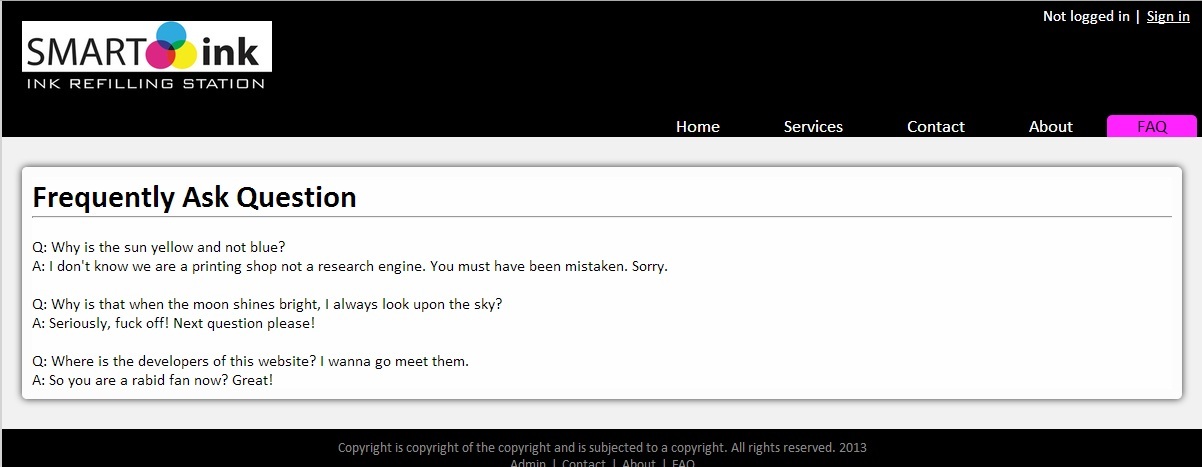 Not logged in | Sign in
SMART ink
INK REFILLING STATION
Home Services Contact About FAQ
Frequently Ask Question
Q: Why is the sun yellow and not blue?
A: I don't know we are a printing shop not a research engine. You must have been mistaken. Sorry.
Q: Why is that when the moon shines bright, I always look upon the sky?
A: Seriously, fuck off! Next question please!
Q: Where is the developers of this website? I wanna go meet them.
A: So you are a rabid fan now? Great!
Copyright is copyright of the copyright and is subjected to a copyright. All rights reserved. 2013
Admin | Contact | About | FAQ